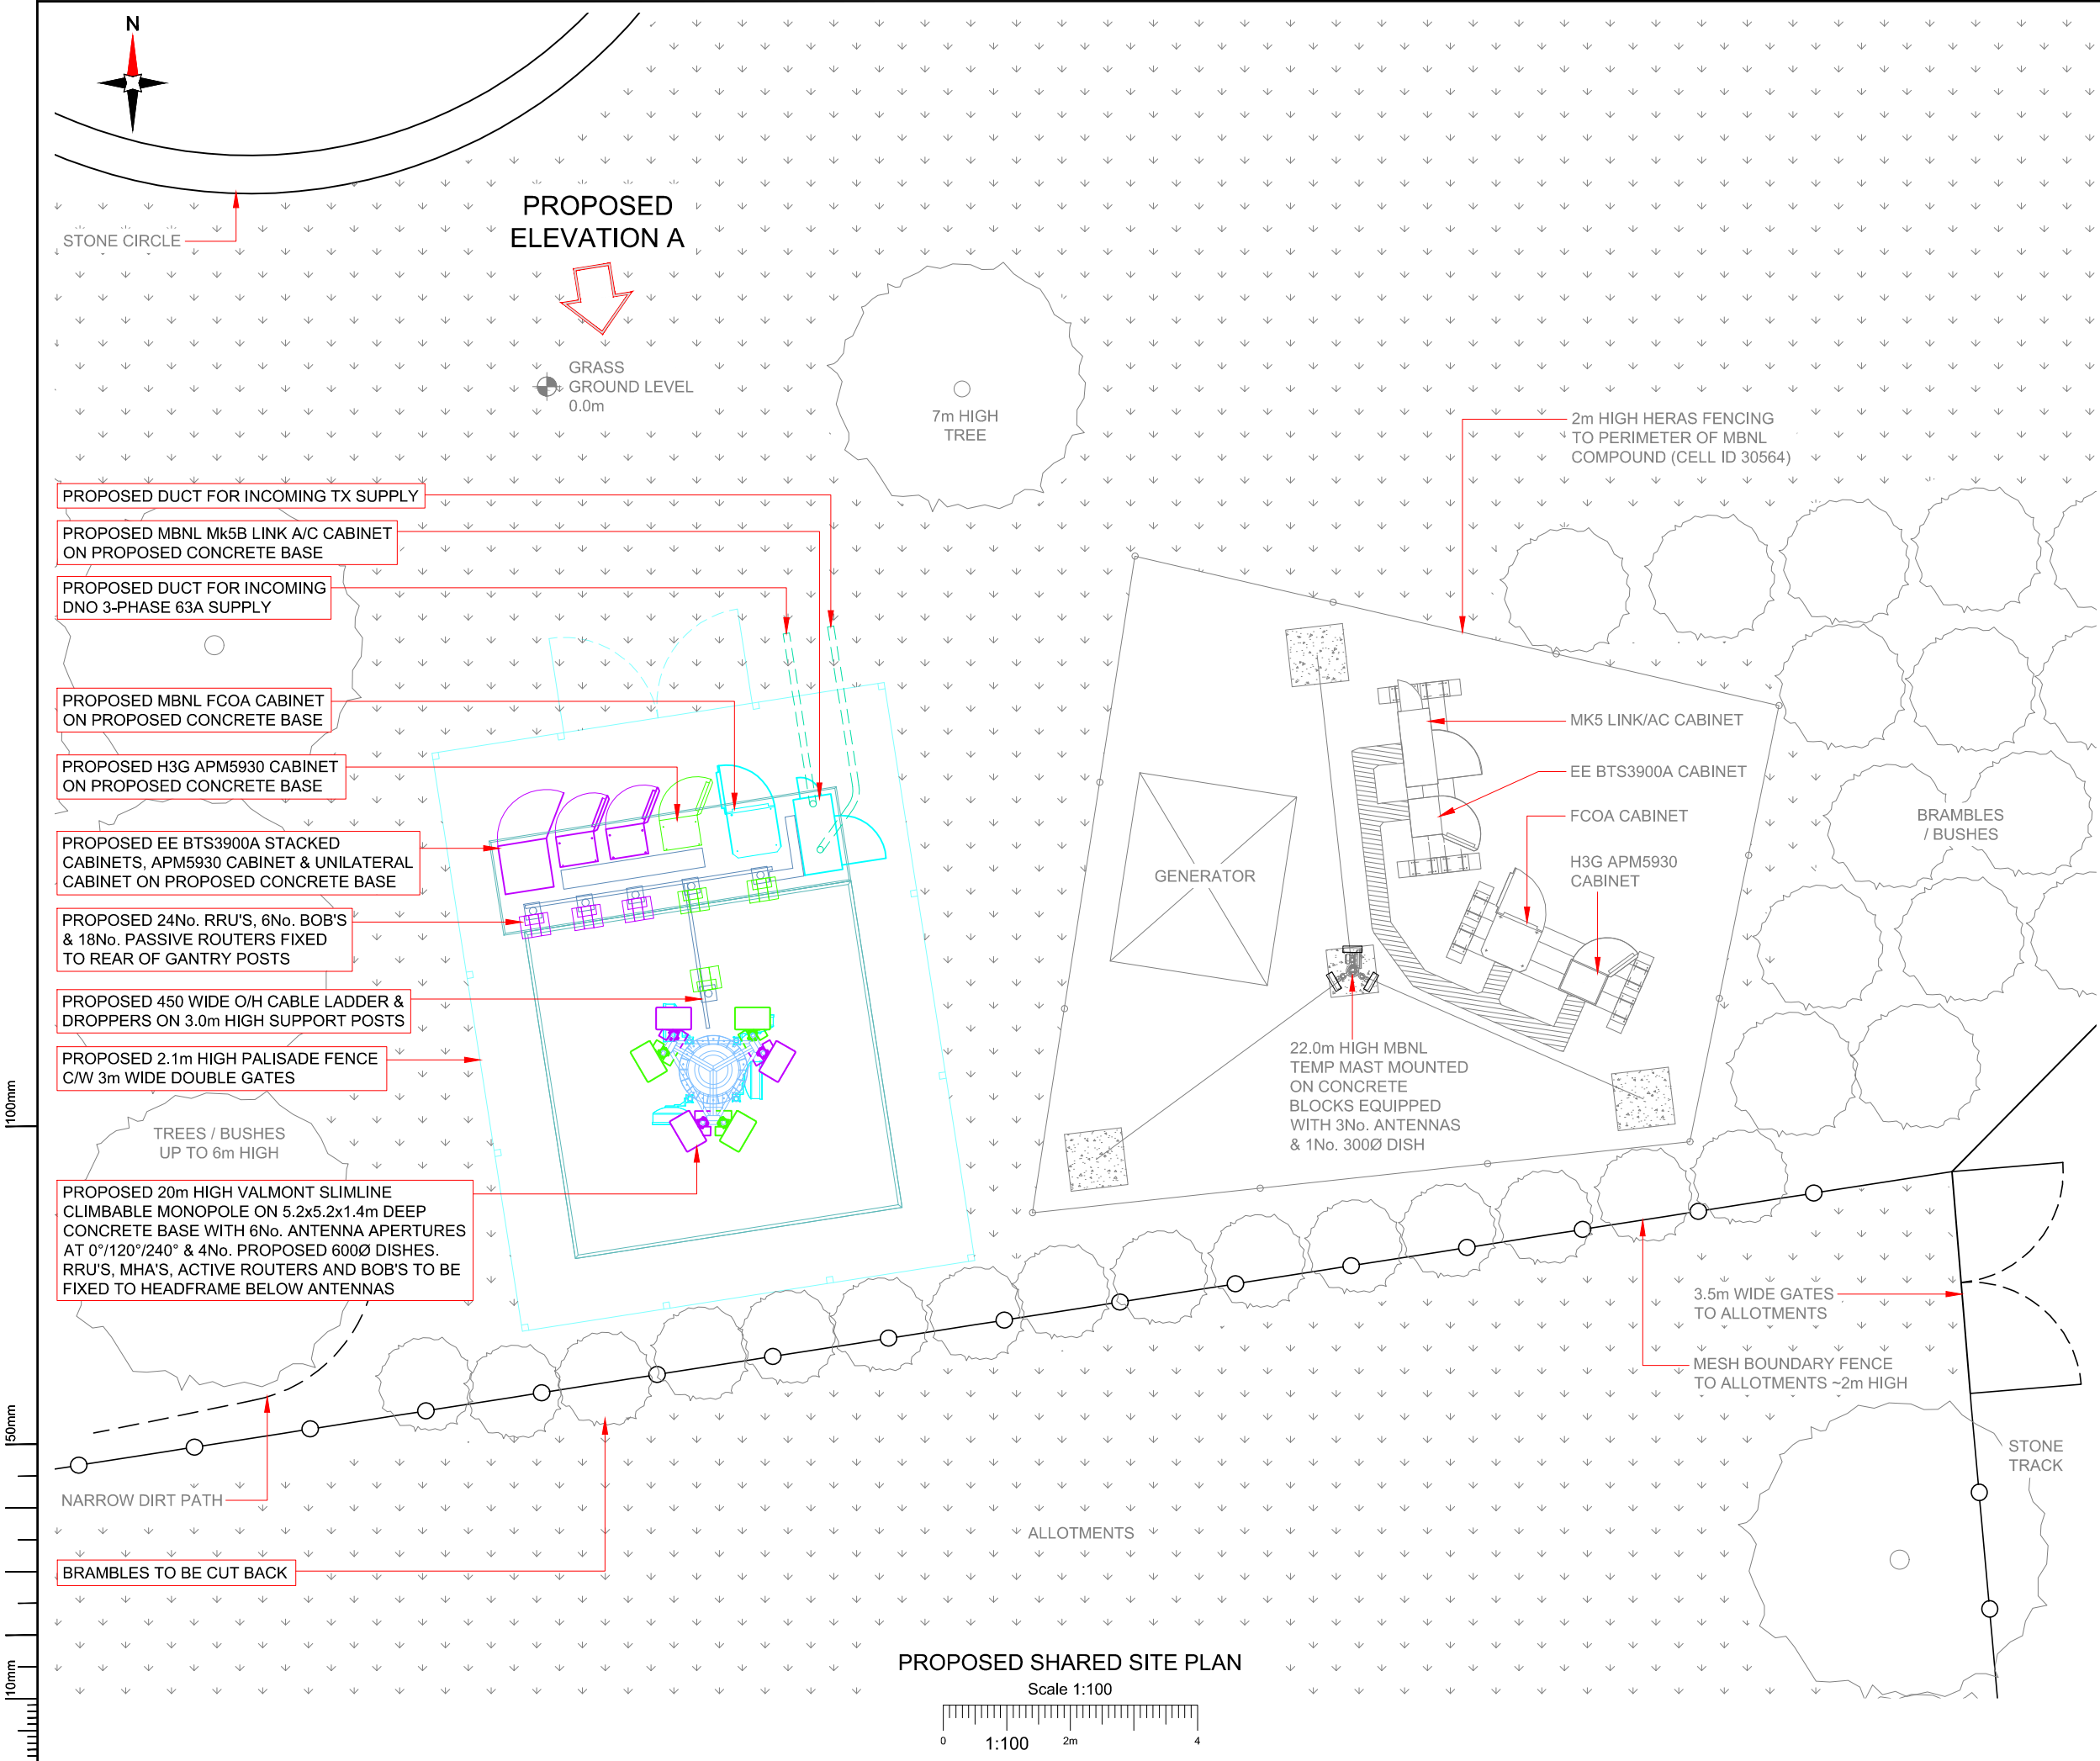 N
STONE CIRCLE
PROPOSED
ELEVATION A
GRASS
GROUND LEVEL
0.0m
7m HIGH
TREE
2m HIGH HERAS FENCING
TO PERIMETER OF MBNL
COMPOUND (CELL ID 30564)
PROPOSED DUCT FOR INCOMING TX SUPPLY
PROPOSED MBNL Mk5B LINK A/C CABINET
ON PROPOSED CONCRETE BASE
PROPOSED DUCT FOR INCOMING
DNO 3-PHASE 63A SUPPLY
PROPOSED MBNL FCOA CABINET
ON PROPOSED CONCRETE BASE
PROPOSED H3G APM5930 CABINET
ON PROPOSED CONCRETE BASE
PROPOSED EE BTS3900A STACKED
CABINETS, APM5930 CABINET & UNILATERAL
CABINET ON PROPOSED CONCRETE BASE
PROPOSED 24No. RRU'S, 6No. BOB'S
& 18No. PASSIVE ROUTERS FIXED
TO REAR OF GANTRY POSTS
PROPOSED 450 WIDE O/H CABLE LADDER &
DROPPERS ON 3.0m HIGH SUPPORT POSTS
PROPOSED 2.1m HIGH PALISADE FENCE
C/W 3m WIDE DOUBLE GATES
TREES / BUSHES
UP TO 6m HIGH
PROPOSED 20m HIGH VALMONT SLIMLINE
CLIMBABLE MONOPOLE ON 5.2x5.2x1.4m DEEP
CONCRETE BASE WITH 6No. ANTENNA APERTURES
AT 0°/120°/240° & 4No. PROPOSED 600Ø DISHES.
RRU'S, MHA'S, ACTIVE ROUTERS AND BOB'S TO BE
FIXED TO HEADFRAME BELOW ANTENNAS
NARROW DIRT PATH
BRAMBLES TO BE CUT BACK
MK5 LINK/AC CABINET
EE BTS3900A CABINET
FCOA CABINET
H3G APM5930
CABINET
BRAMBLES
/ BUSHES
GENERATOR
22.0m HIGH MBNL
TEMP MAST MOUNTED
ON CONCRETE
BLOCKS EQUIPPED
WITH 3No. ANTENNAS
& 1No. 300Ø DISH
3.5m WIDE GATES
TO ALLOTMENTS
MESH BOUNDARY FENCE
TO ALLOTMENTS ~2m HIGH
STONE
TRACK
ALLOTMENTS
PROPOSED SHARED SITE PLAN
Scale 1:100
0
1:100
2m
4
100mm
50mm
10mm